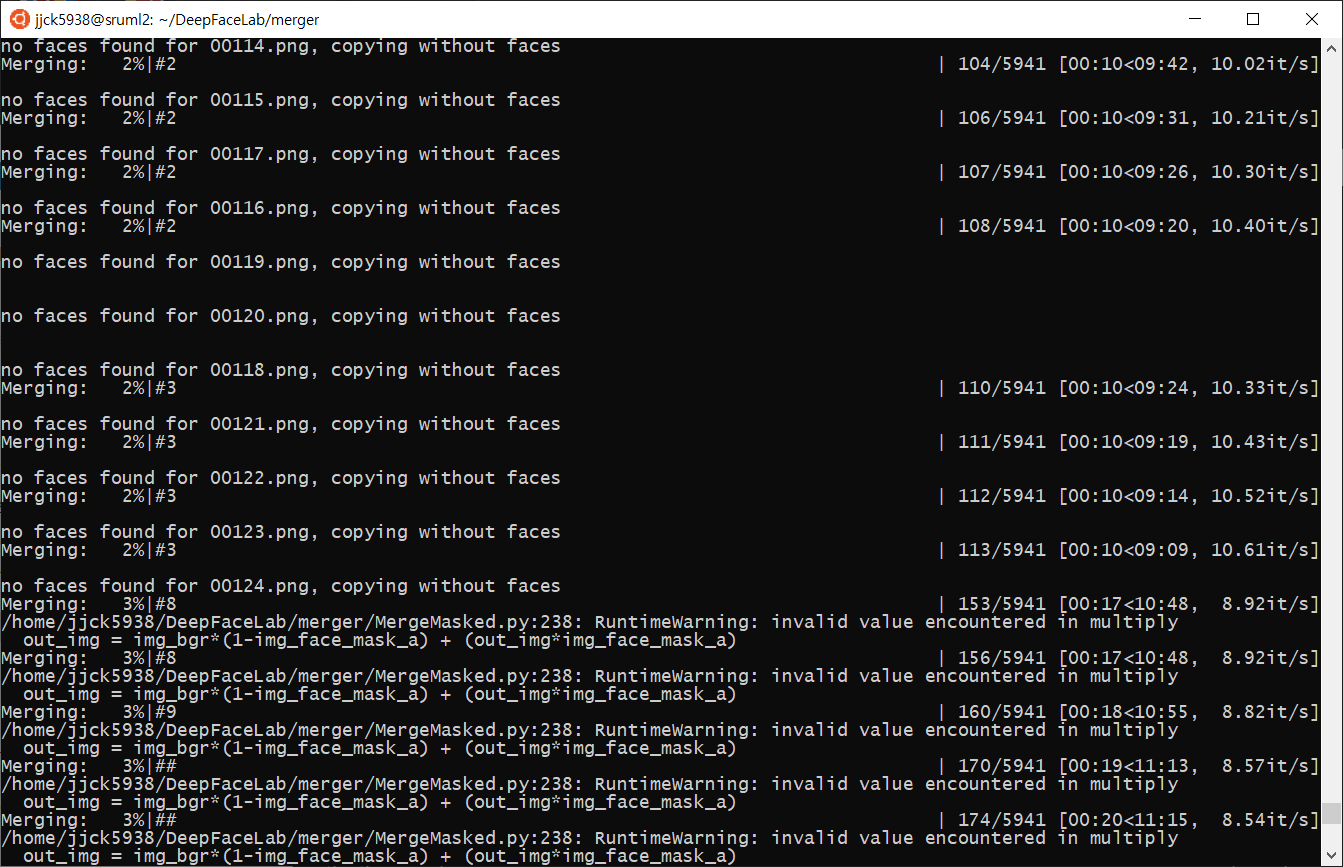 jjck5938@sruml2: ~/DeepFaceLab/merger
no faces found for 00114.png, copying without faces
Merging:   2%|#2 | 104/5941 [00:10<09:42, 10.02it/s]
no faces found for 00115.png, copying without faces
Merging:   2%|#2 | 106/5941 [00:10<09:31, 10.21it/s]
no faces found for 00117.png, copying without faces
Merging:   2%|#2 | 107/5941 [00:10<09:26, 10.30it/s]
no faces found for 00116.png, copying without faces
Merging:   2%|#2 | 108/5941 [00:10<09:20, 10.40it/s]
no faces found for 00119.png, copying without faces
no faces found for 00120.png, copying without faces
no faces found for 00118.png, copying without faces
Merging:   2%|#3 | 110/5941 [00:10<09:24, 10.33it/s]
no faces found for 00121.png, copying without faces
Merging:   2%|#3 | 111/5941 [00:10<09:19, 10.43it/s]
no faces found for 00122.png, copying without faces
Merging:   2%|#3 | 112/5941 [00:10<09:14, 10.52it/s]
no faces found for 00123.png, copying without faces
Merging:   2%|#3 | 113/5941 [00:10<09:09, 10.61it/s]
no faces found for 00124.png, copying without faces
Merging:   3%|#8 | 153/5941 [00:17<10:48,  8.92it/s]
/home/jjck5938/DeepFaceLab/merger/MergeMasked.py:238: RuntimeWarning: invalid value encountered in multiply
  out_img = img_bgr*(1-img_face_mask_a) + (out_img*img_face_mask_a)
Merging:   3%|#8 | 156/5941 [00:17<10:48,  8.92it/s]
/home/jjck5938/DeepFaceLab/merger/MergeMasked.py:238: RuntimeWarning: invalid value encountered in multiply
  out_img = img_bgr*(1-img_face_mask_a) + (out_img*img_face_mask_a)
Merging:   3%|#9 | 160/5941 [00:18<10:55,  8.82it/s]
/home/jjck5938/DeepFaceLab/merger/MergeMasked.py:238: RuntimeWarning: invalid value encountered in multiply
  out_img = img_bgr*(1-img_face_mask_a) + (out_img*img_face_mask_a)
Merging:   3%|## | 170/5941 [00:19<11:13,  8.57it/s]
/home/jjck5938/DeepFaceLab/merger/MergeMasked.py:238: RuntimeWarning: invalid value encountered in multiply
  out_img = img_bgr*(1-img_face_mask_a) + (out_img*img_face_mask_a)
Merging:   3%|## | 174/5941 [00:20<11:15,  8.54it/s]
/home/jjck5938/DeepFaceLab/merger/MergeMasked.py:238: RuntimeWarning: invalid value encountered in multiply
  out_img = img_bgr*(1-img_face_mask_a) + (out_img*img_face_mask_a)